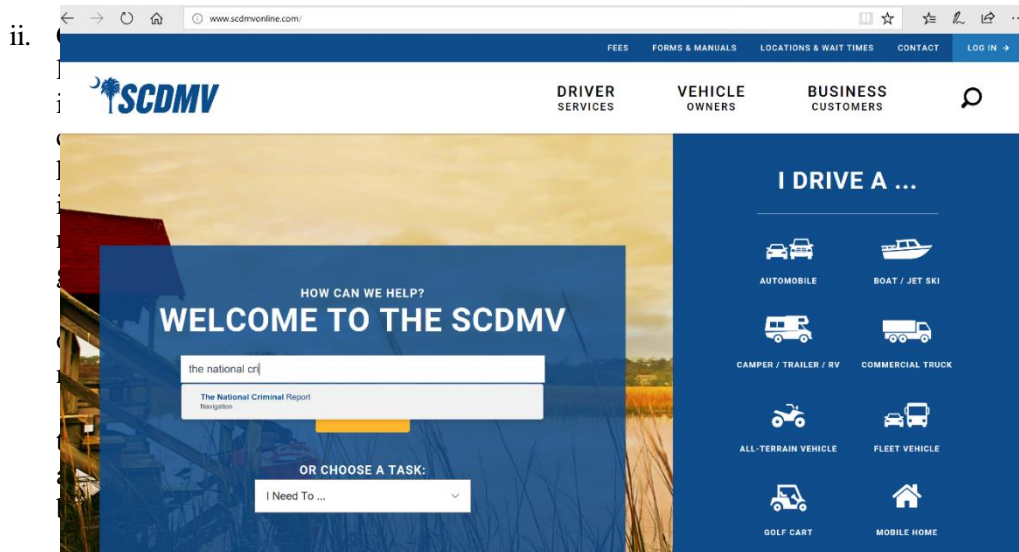 ii.
www.scdmvonline.com/
FEES FORMS & MANUALS LOCATIONS & WAIT TIMES CONTACT LOG IN →
SCDMV
DRIVER VEHICLE BUSINESS
SERVICES OWNERS CUSTOMERS
I DRIVE A ...
AUTOMOBILE BOAT / JET SKI
CAMPER / TRAILER / RV COMMERCIAL TRUCK
ALL-TERRAIN VEHICLE FLEET VEHICLE
GOLF CART MOBILE HOME
HOW CAN WE HELP?
WELCOME TO THE SCDMV
the national cri
The National Criminal Report
Navigation
OR CHOOSE A TASK:
I Need To ...